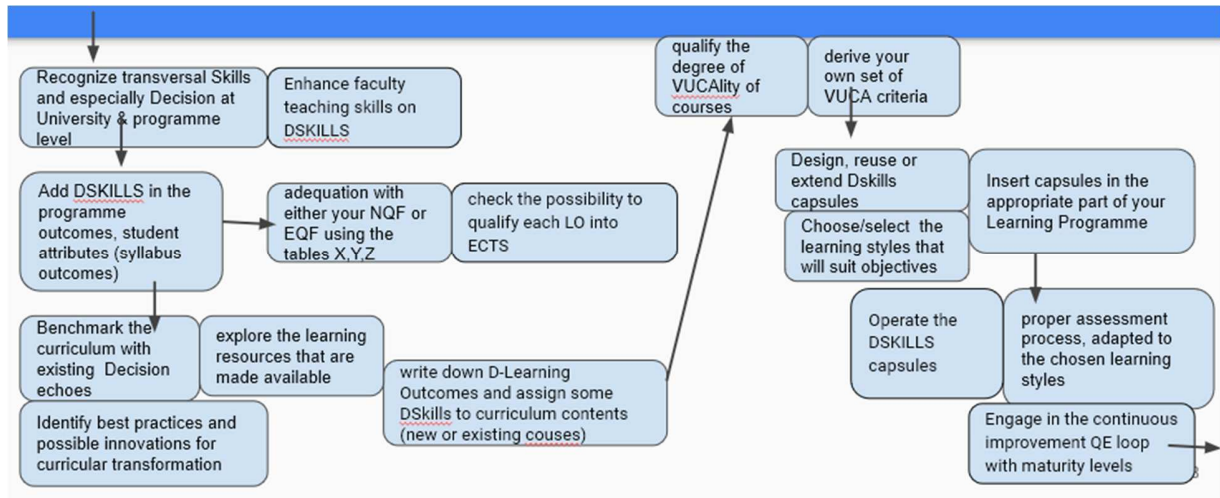 Recognize transversal Skills
and especially Decision at
University & programme
level
Enhance faculty
teaching skills on
DSKILLS
Add DSKILLS in the
programme
outcomes, student
attributes (syllabus
outcomes)
adequation with
either your NQF or
EQF using the
tables X,Y,Z
check the possibility to
qualify each LO into
ECTS
Benchmark the
curriculum with
existing Decision
echoes
explore the learning
resources that are
made available
Identify best practices and
possible innovations for
curricular transformation
write down D-Learning
Outcomes and assign some
DSkills to curriculum contents
(new or existing couses)
qualify the
degree of
VUCAlity of
courses
derive your
own set of
VUCA criteria
Design, reuse or
extend Dskills
capsules
Choose/select the
learning styles that
will suit objectives
Insert capsules in the
appropriate part of your
Learning Programme
Operate the
DSKILLS
capsules
proper assessment
process, adapted to
the chosen learning
styles
Engage in the continuous
improvement QE loop
with maturity levels